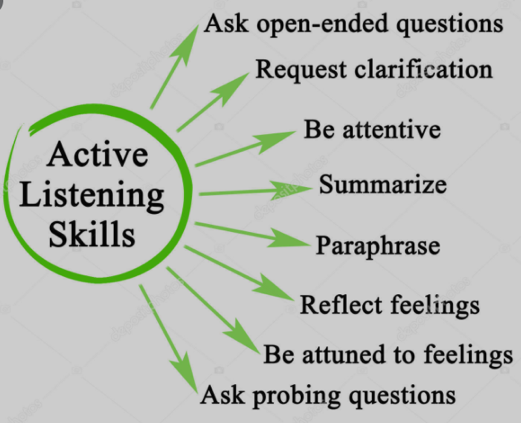 Ask open-ended questions
Request clarification
Be attentive
Active
Listening
Skills
Summarize
Paraphrase
Reflect feelings
Be attuned to feelings
Ask probing questions